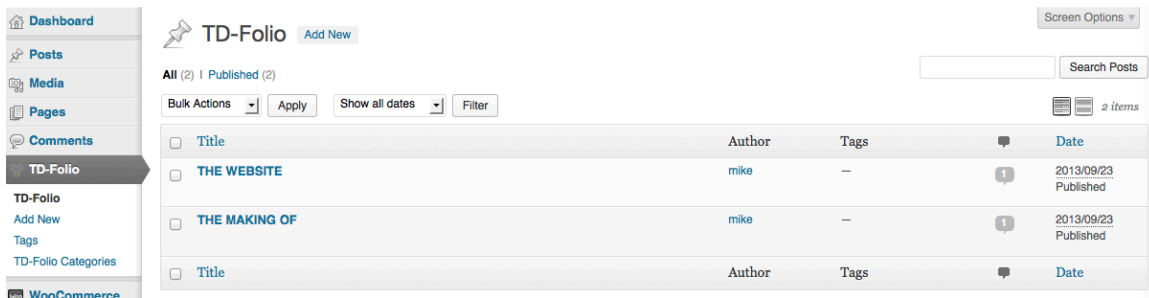 Dashboard
Posts
Media
Pages
Comments
TD-Folio
TD-Folio
Add New
Tags
TD-Folio Categories
WooCommerce
Screen Options ▼
TD-Folio Add New
All (2) | Published (2)
Search Posts
Bulk Actions Apply Show all dates Filter
2 items
Title Author Tags Date
THE WEBSITE mike — 1 2013/09/23
Published
THE MAKING OF mike — 1 2013/09/23
Published
Title Author Tags Date